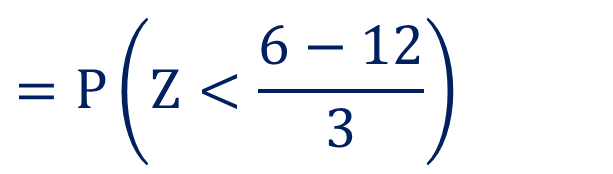 = P(Z < (6 − 12)/3)